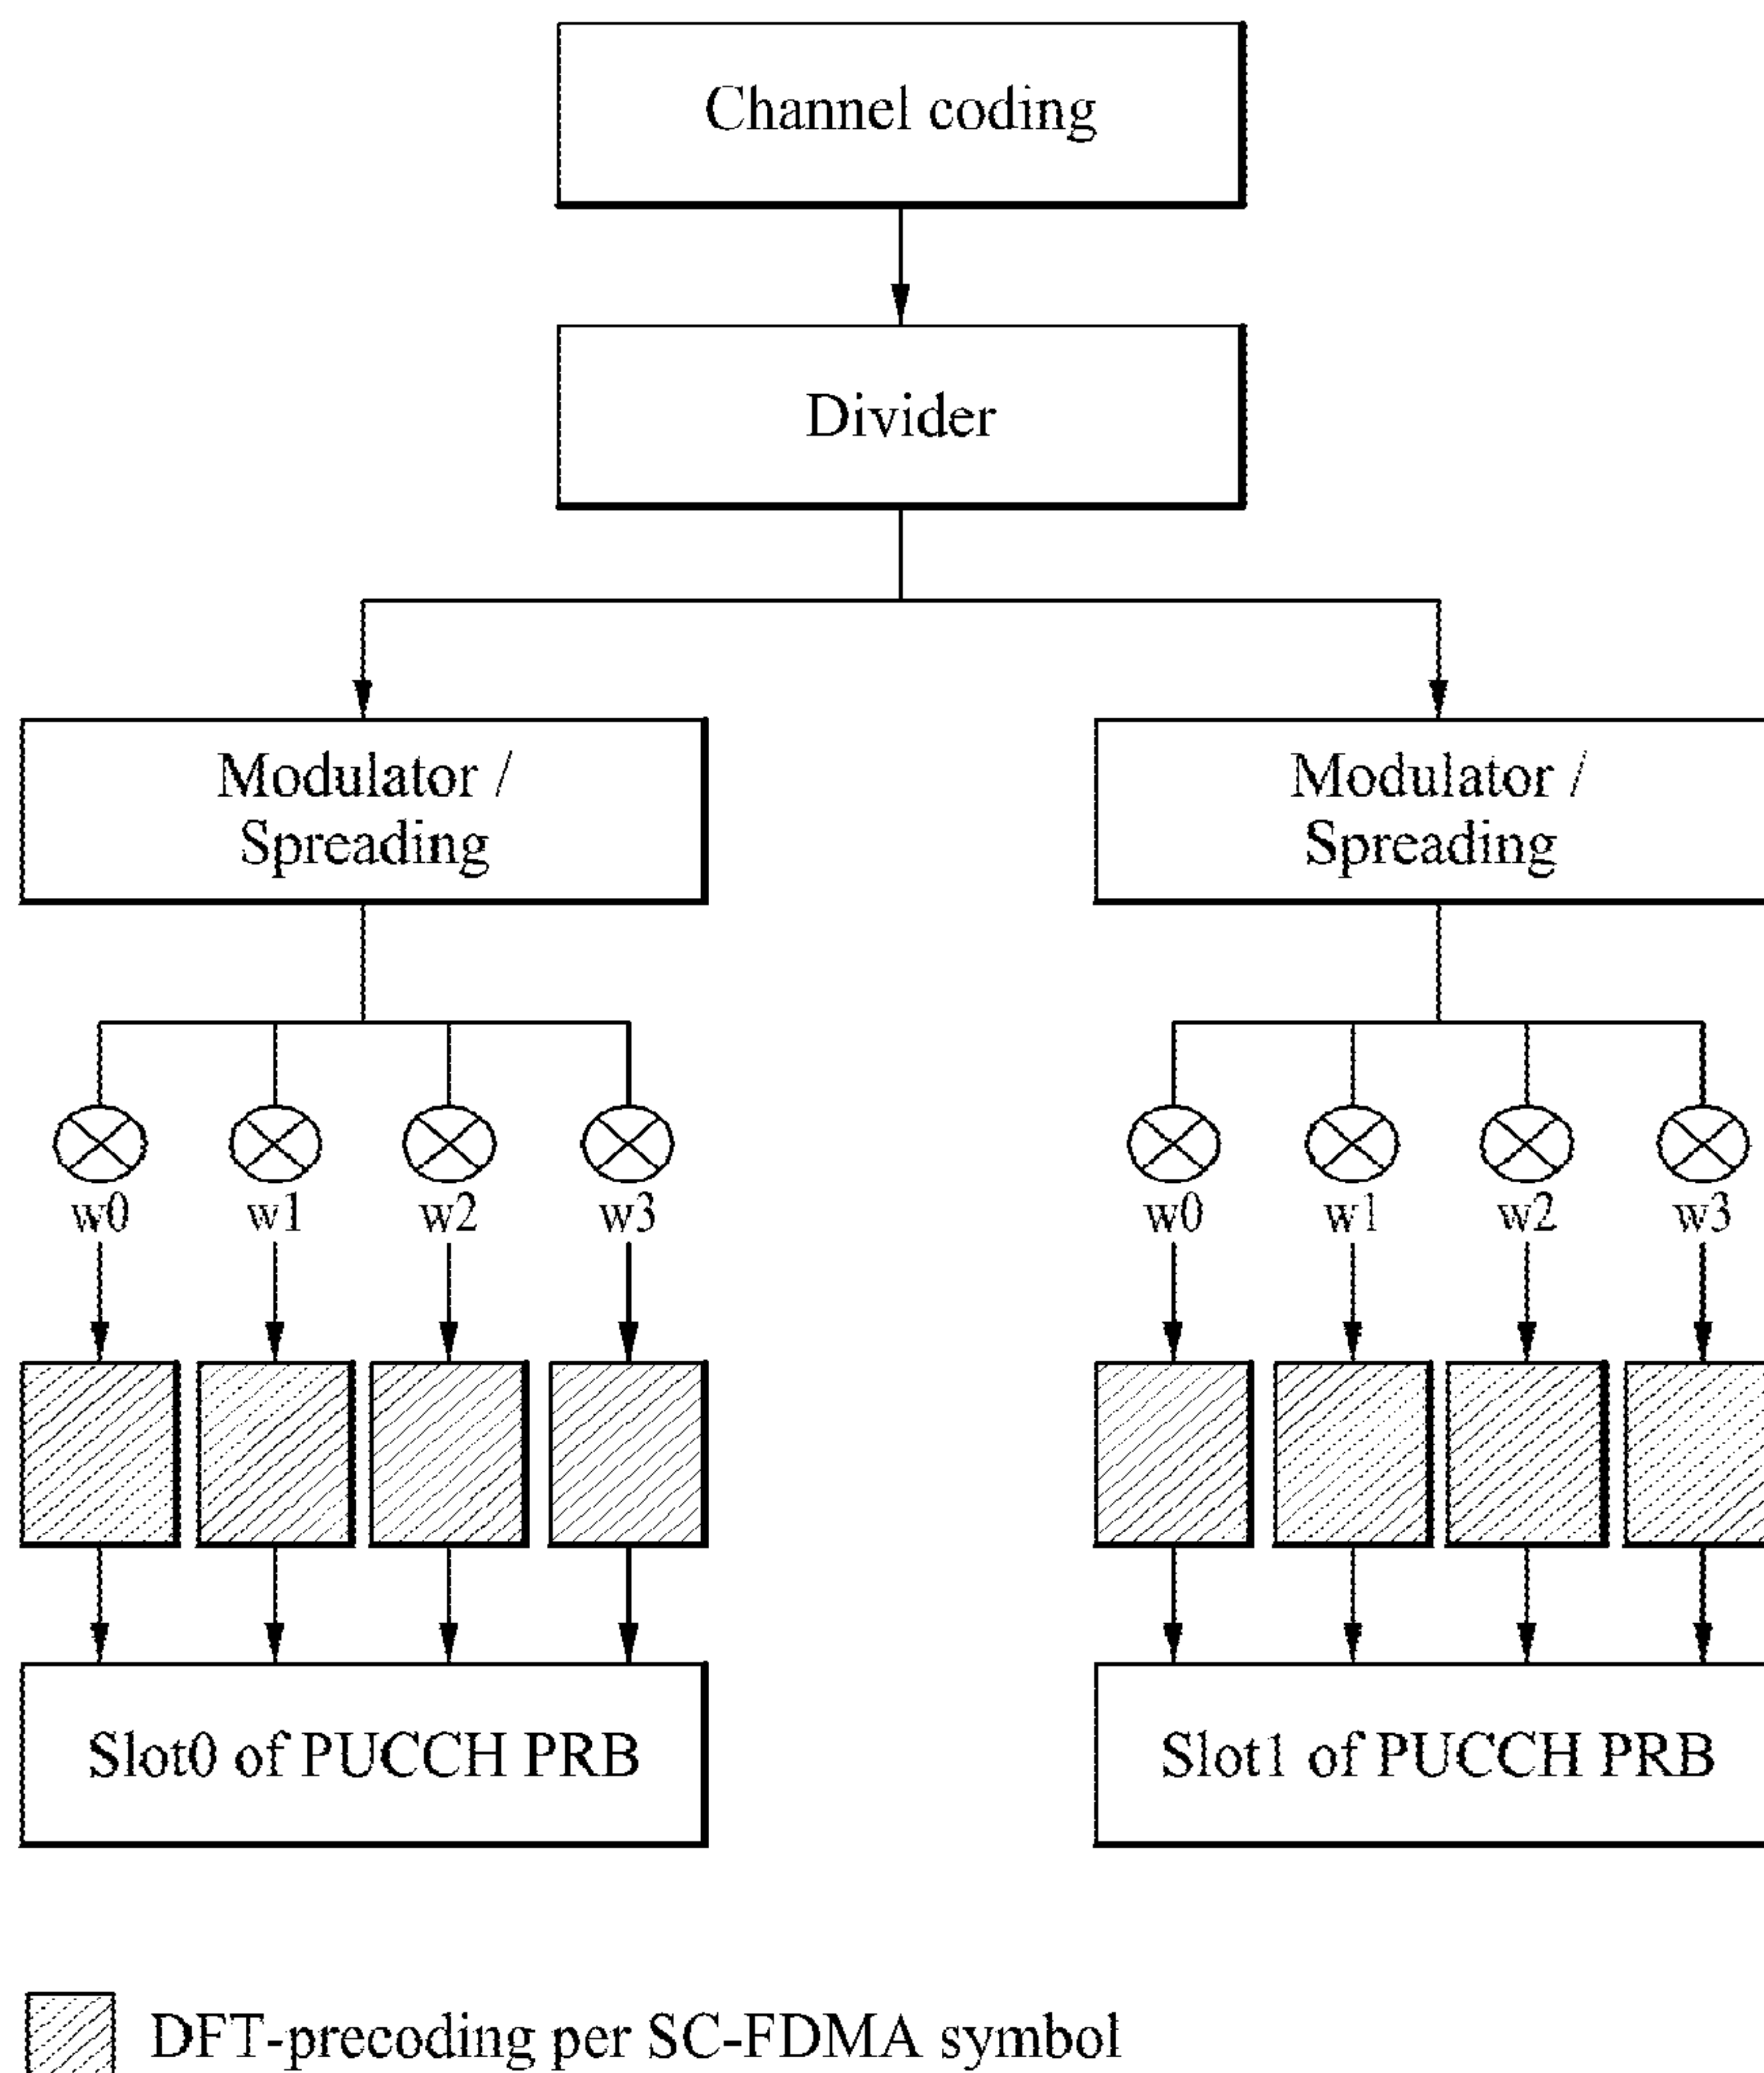 Channel coding
Divider
Modulator /
Spreading
Modulator /
Spreading
w0 w1 w2 w3
w0 w1 w2 w3
Slot0 of PUCCH PRB
Slot1 of PUCCH PRB
DFT-precoding per SC-FDMA symbol